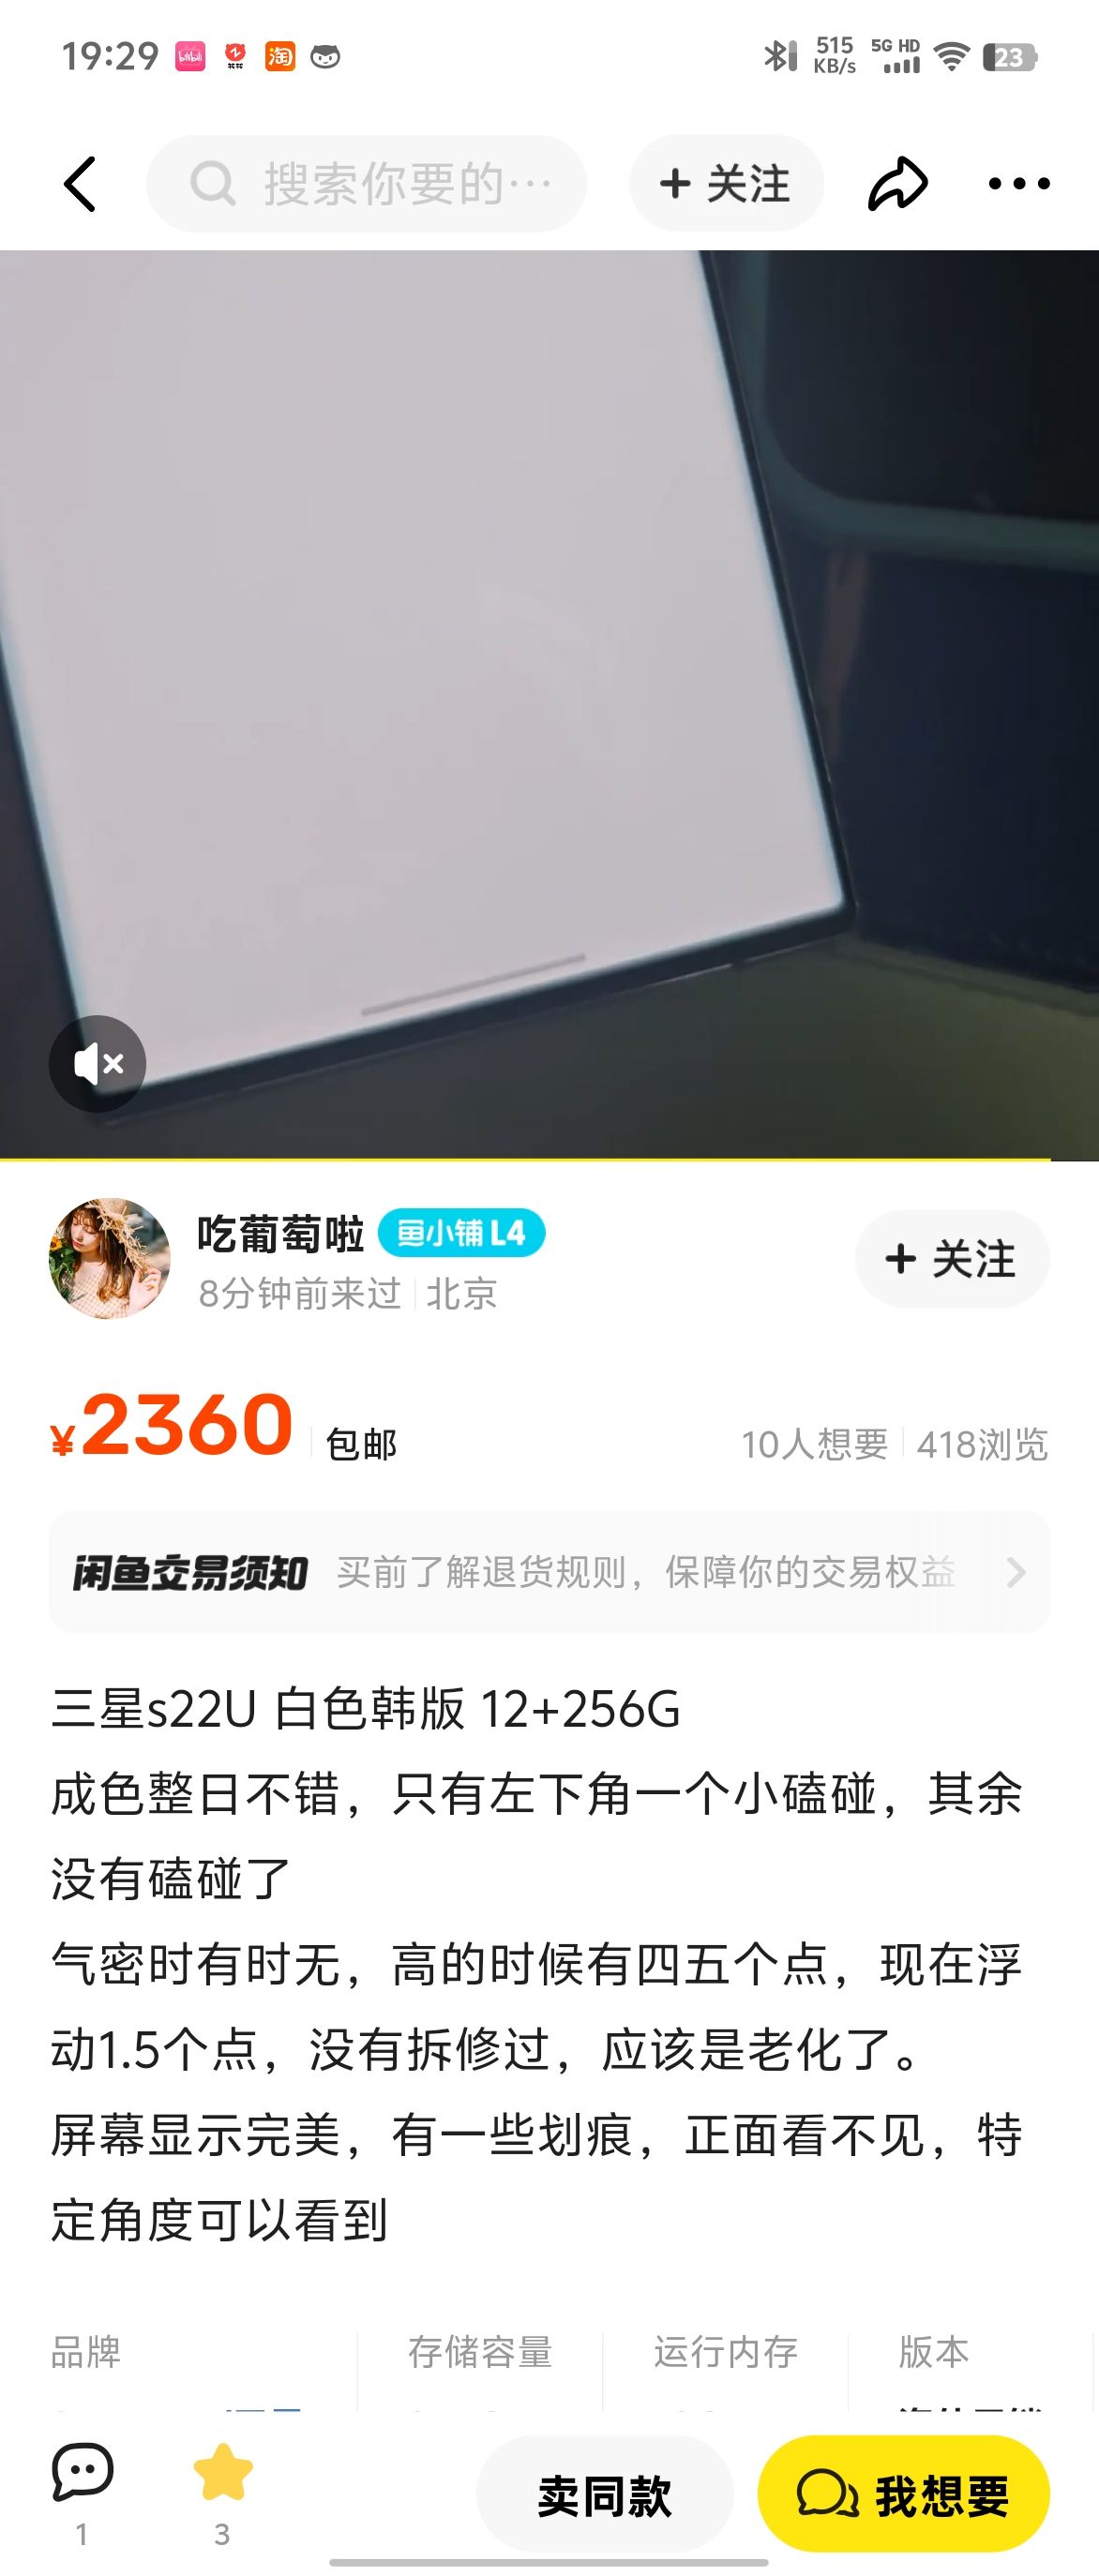 19:29
bilibili
淘
515
KB/s
5G HD
23
搜索你要的…
+ 关注
吃葡萄啦
鱼小铺 L4
+ 关注
8分钟前来过 北京
¥2360 包邮
10人想要 418浏览
闲鱼交易须知 买前了解退货规则，保障你的交易权益
三星s22U 白色韩版 12+256G
成色整日不错，只有左下角一个小磕碰，其余
没有磕碰了
气密时有时无，高的时候有四五个点，现在浮
动1.5个点，没有拆修过，应该是老化了。
屏幕显示完美，有一些划痕，正面看不见，特
定角度可以看到
品牌 存储容量 运行内存 版本
1
3
卖同款
我想要